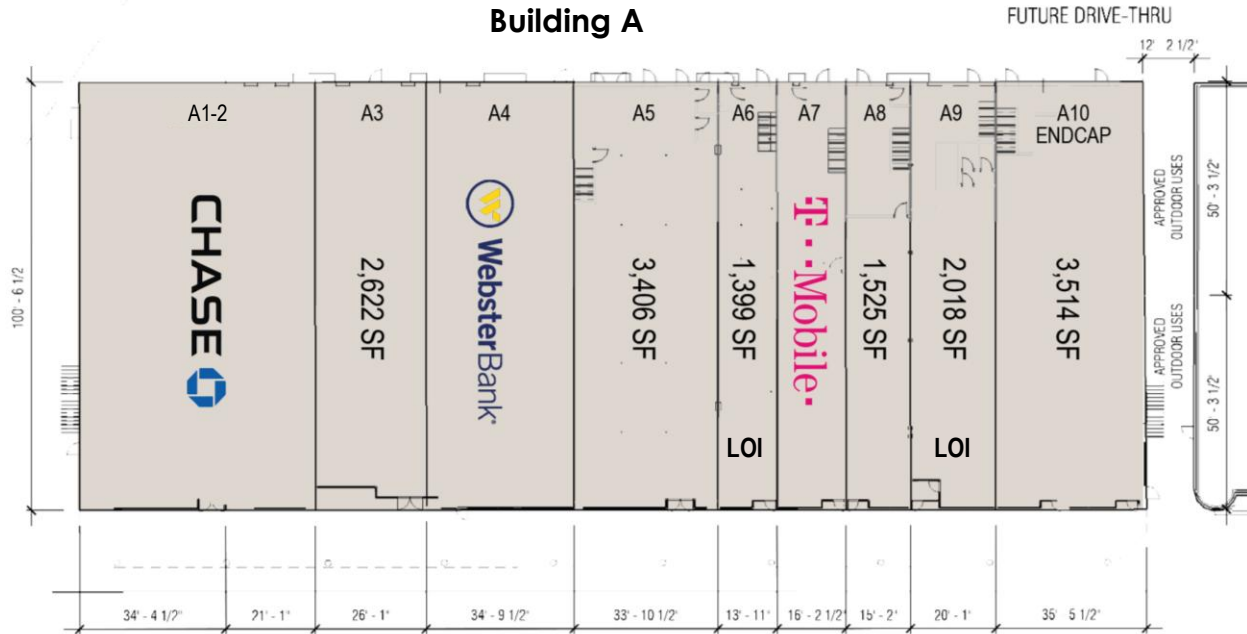 Building A
FUTURE DRIVE-THRU
12' 2 1/2"
A1-2
A3
A4
A5
A6
A7
A8
A9
A10
ENDCAP
CHASE
2,622 SF
WebsterBank
3,406 SF
1,399 SF
T··Mobile·
1,525 SF
2,018 SF
3,514 SF
LOI
LOI
APPROVED
OUTDOOR USES
APPROVED
OUTDOOR USES
50' - 3 1/2
50' - 3 1/2
100' - 6 1/2
34' - 4 1/2"
21' - 1"
26' - 1"
34' - 9 1/2"
33' - 10 1/2"
13' - 11"
16' - 2 1/2"
15' - 2"
20' - 1"
35' 5 1/2"